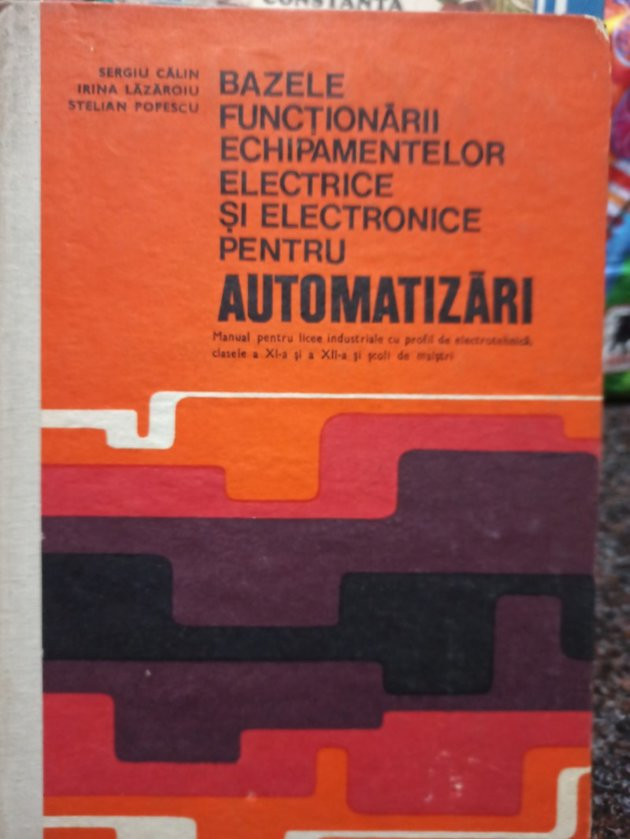 CONSTANȚA
SERGIU CĂLIN
IRINA LĂZĂROIU
STELIAN POPESCU
BAZELE
FUNCȚIONĂRII
ECHIPAMENTELOR
ELECTRICE
ȘI ELECTRONICE
PENTRU
AUTOMATIZĂRI
Manual pentru licee industriale cu profil de electrotehnică,
clasele a XI-a și a XII-a și școli de maiștri